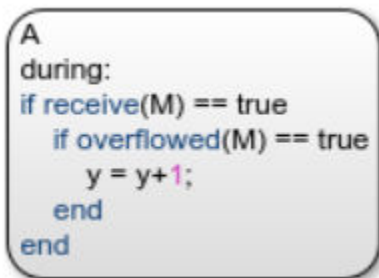 A
during:
if receive(M) == true
if overflowed(M) == true
y = y+1;
end
end